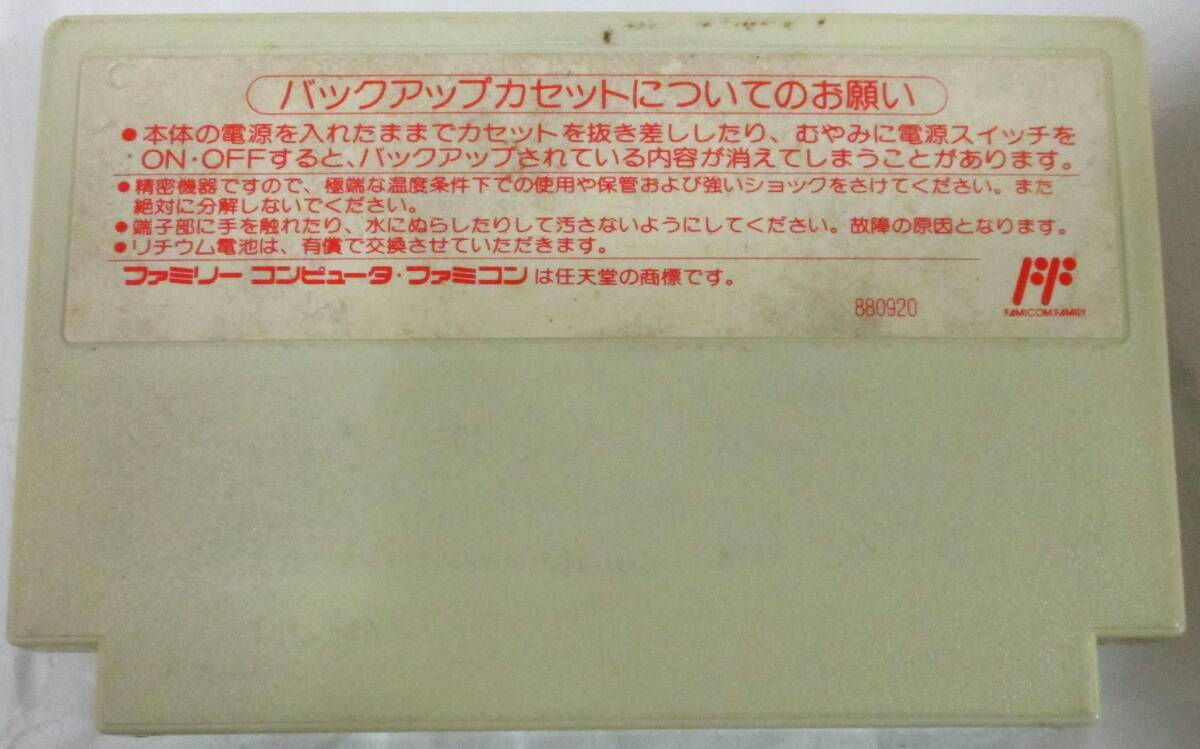 バックアップカセットについてのお願い
●本体の電源を入れたままでカセットを抜き差ししたり、むやみに電源スイッチを
ON・OFFすると、バックアップされている内容が消えてしまうことがあります。
●精密機器ですので、極端な温度条件下での使用や保管および強いショックをさけてください。また
絶対に分解しないでください。
●端子部に手を触れたり、水にぬらしたりして汚さないようにしてください。故障の原因となります。
●リチウム電池は、有償で交換させていただきます。
ファミリーコンピュータ・ファミコンは任天堂の商標です。
880920
FAMICOM FAMILY